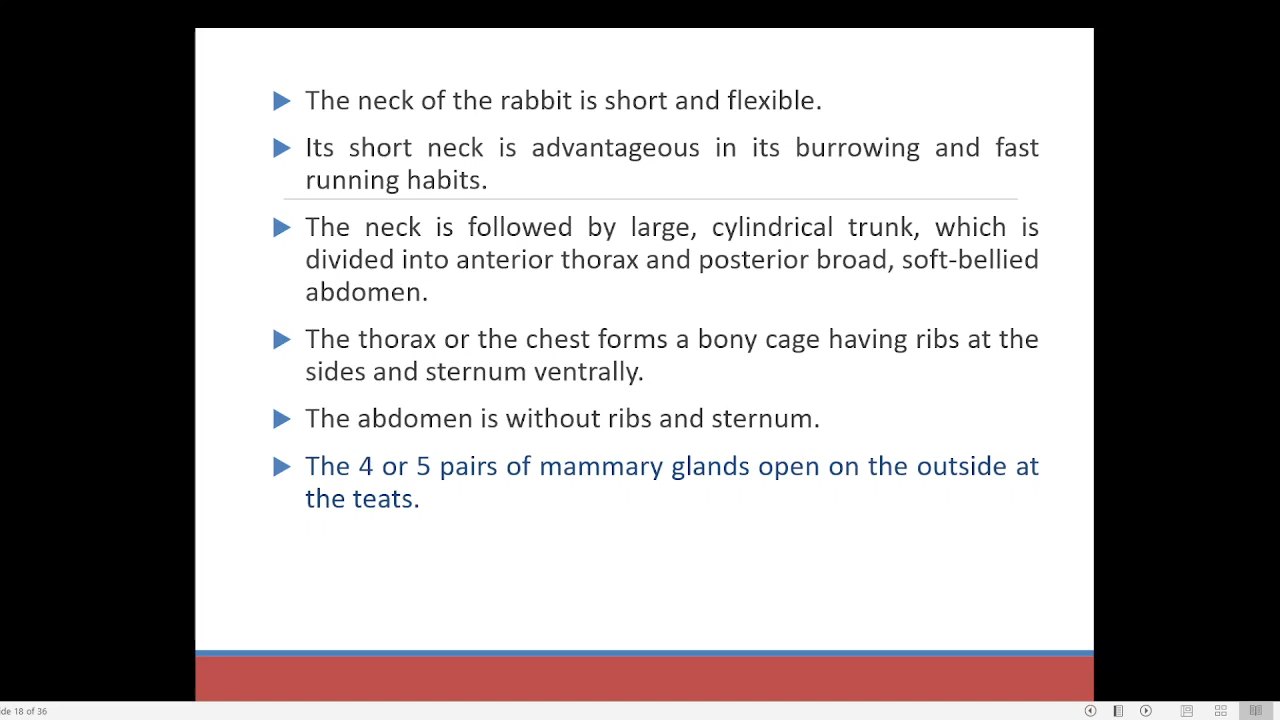 The neck of the rabbit is short and flexible.
Its short neck is advantageous in its burrowing and fast
running habits.
The neck is followed by large, cylindrical trunk, which is
divided into anterior thorax and posterior broad, soft-bellied
abdomen.
The thorax or the chest forms a bony cage having ribs at the
sides and sternum ventrally.
The abdomen is without ribs and sternum.
The 4 or 5 pairs of mammary glands open on the outside at
the teats.
de 18 of 36